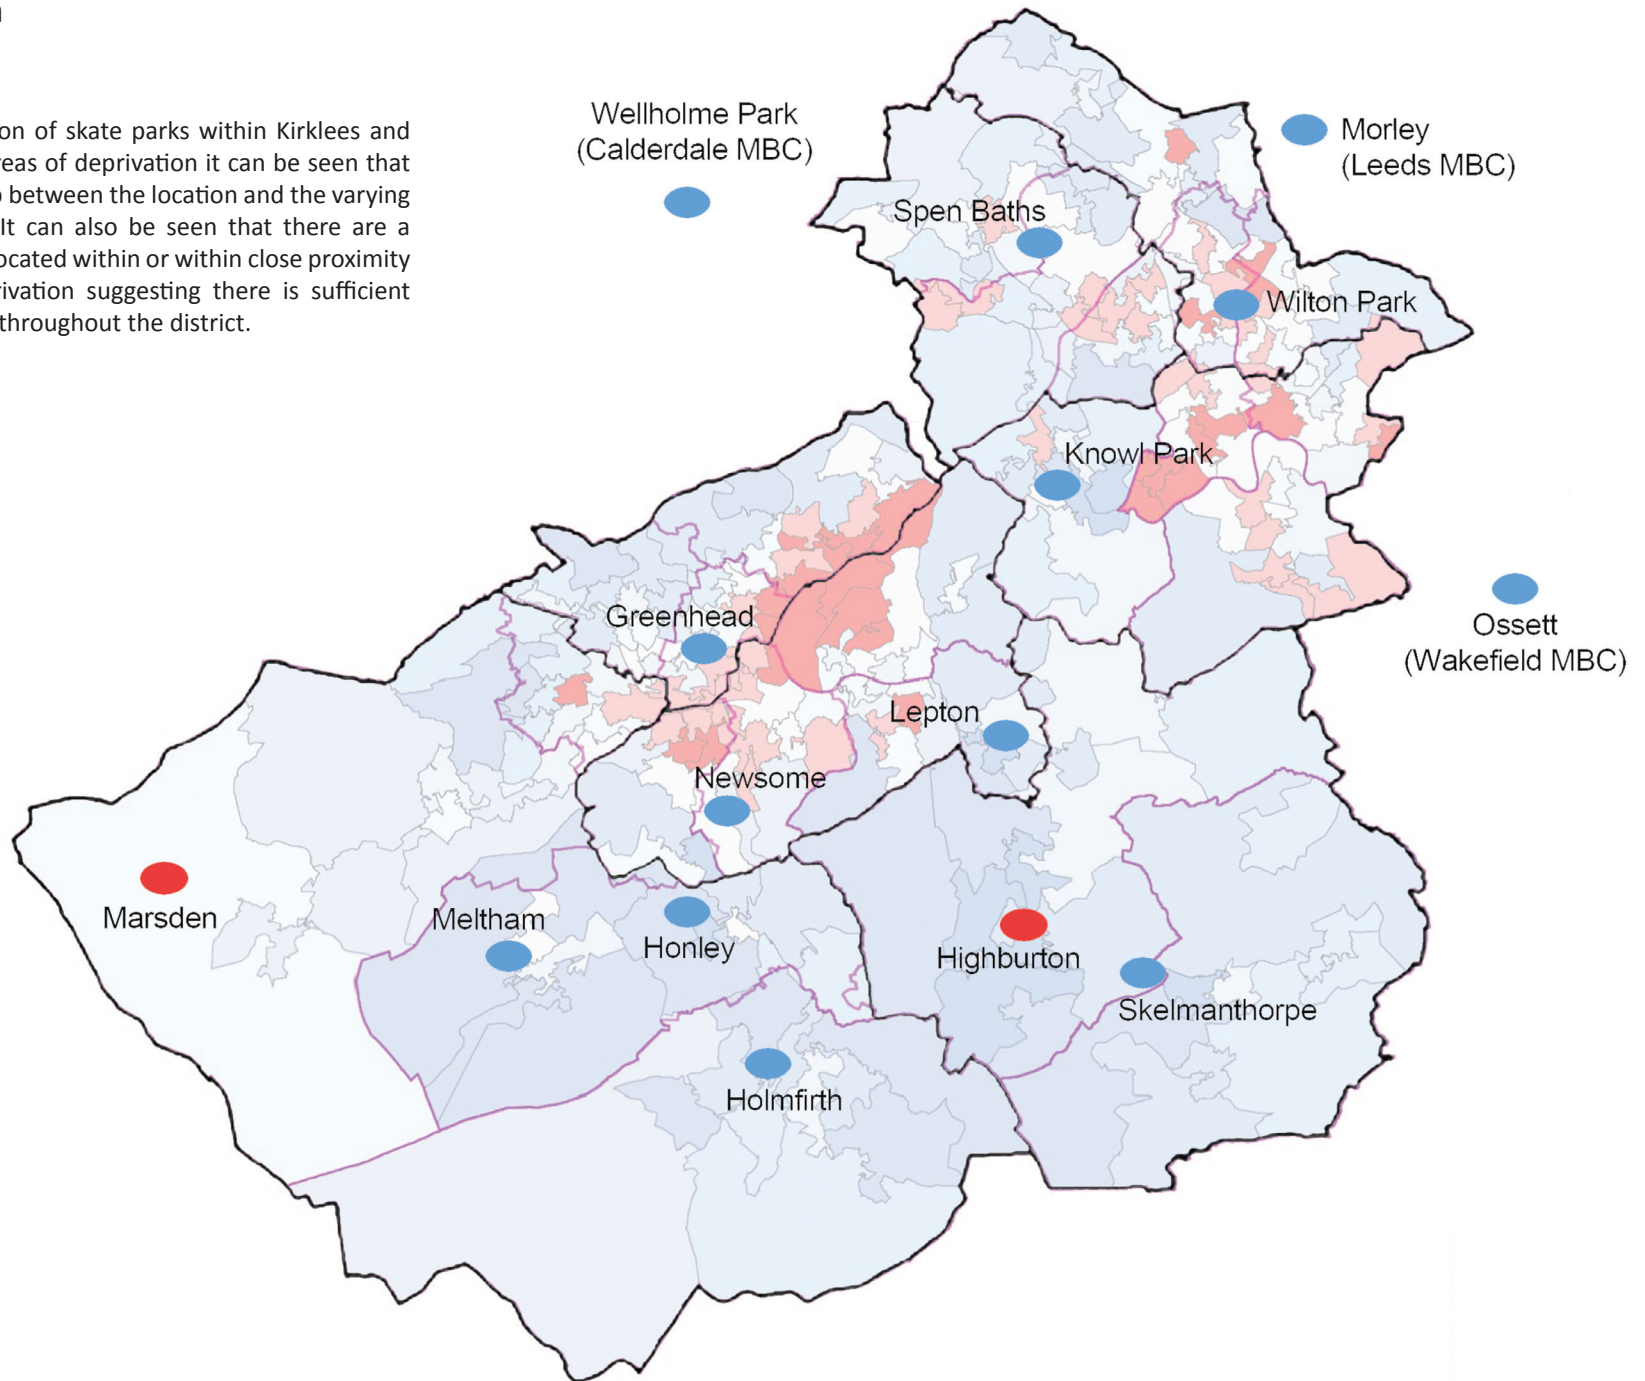 on of skate parks within Kirklees and
eas of deprivation it can be seen that
between the location and the varying
It can also be seen that there are a
ocated within or within close proximity
rivation suggesting there is sufficient
throughout the district.
Wellholme Park
(Calderdale MBC)
Morley
(Leeds MBC)
Spen Baths
Wilton Park
Knowl Park
Greenhead
Ossett
(Wakefield MBC)
Lepton
Newsome
Marsden
Meltham
Honley
Highburton
Skelmanthorpe
Holmfirth